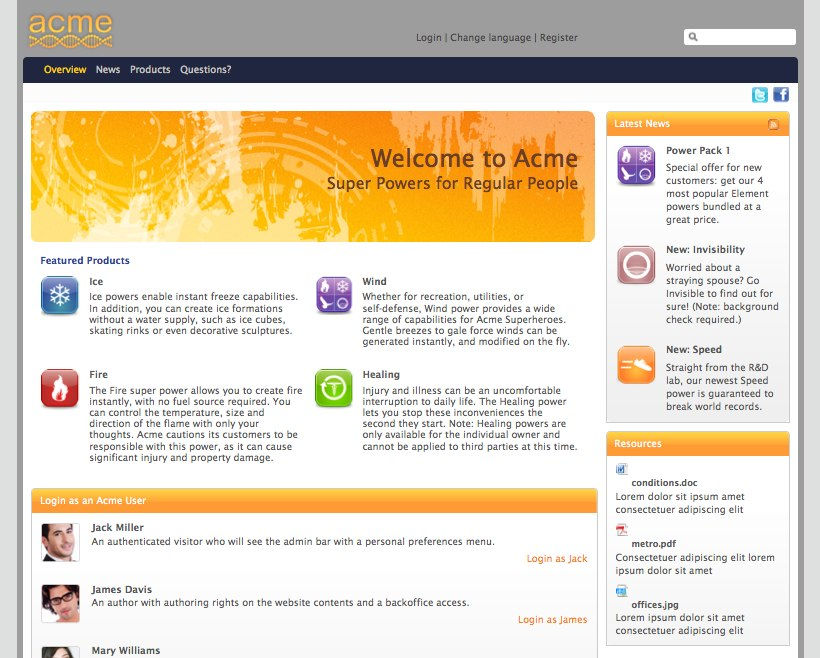 acme
Login | Change language | Register
Overview News Products Questions?
Welcome to Acme
Super Powers for Regular People
Featured Products
Ice
Ice powers enable instant freeze capabilities.
In addition, you can create ice formations
without a water supply, such as ice cubes,
skating rinks or even decorative sculptures.
Wind
Whether for recreation, utilities, or
self-defense, Wind power provides a wide
range of capabilities for Acme Superheroes.
Gentle breezes to gale force winds can be
generated instantly, and modified on the fly.
Fire
The Fire super power allows you to create fire
instantly, with no fuel source required. You
can control the temperature, size and
direction of the flame with only your
thoughts. Acme cautions its customers to be
responsible with this power, as it can cause
significant injury and property damage.
Healing
Injury and illness can be an uncomfortable
interruption to daily life. The Healing power
lets you stop these inconveniences the
second they start. Note: Healing powers are
only available for the individual owner and
cannot be applied to third parties at this time.
Login as an Acme User
Jack Miller
An authenticated visitor who will see the admin bar with a personal preferences menu.
Login as Jack
James Davis
An author with authoring rights on the website contents and a backoffice access.
Login as James
Mary Williams
Latest News
Power Pack 1
Special offer for new
customers: get our 4
most popular Element
powers bundled at a
great price.
New: Invisibility
Worried about a
straying spouse? Go
Invisible to find out for
sure! (Note: background
check required.)
New: Speed
Straight from the R&D
lab, our newest Speed
power is guaranteed to
break world records.
Resources
conditions.doc
Lorem dolor sit ipsum amet
consectetuer adipiscing elit
metro.pdf
Consectetuer adipiscing elit lorem
ipsum dolor sit amet
offices.jpg
Lorem dolor sit ipsum amet
consectetuer adipiscing elit